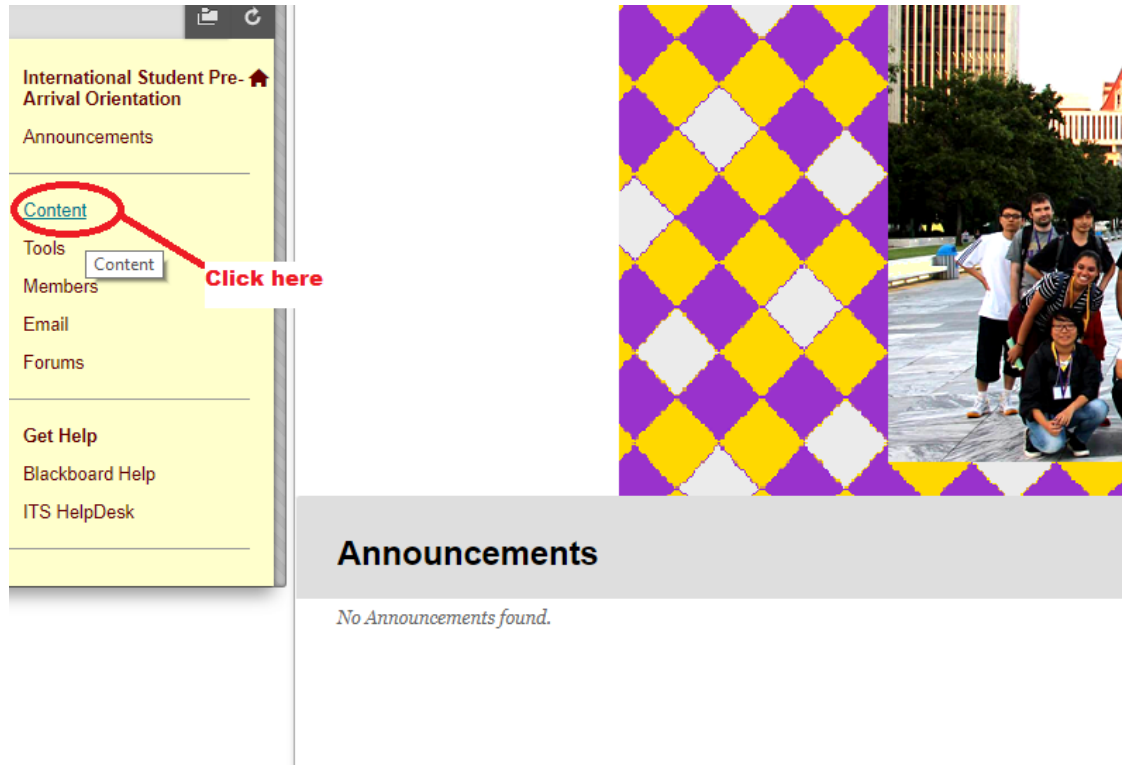 International Student Pre-
Arrival Orientation
Announcements
Content
Tools
Content
Members
Click here
Email
Forums
Get Help
Blackboard Help
ITS HelpDesk
Announcements
No Announcements found.